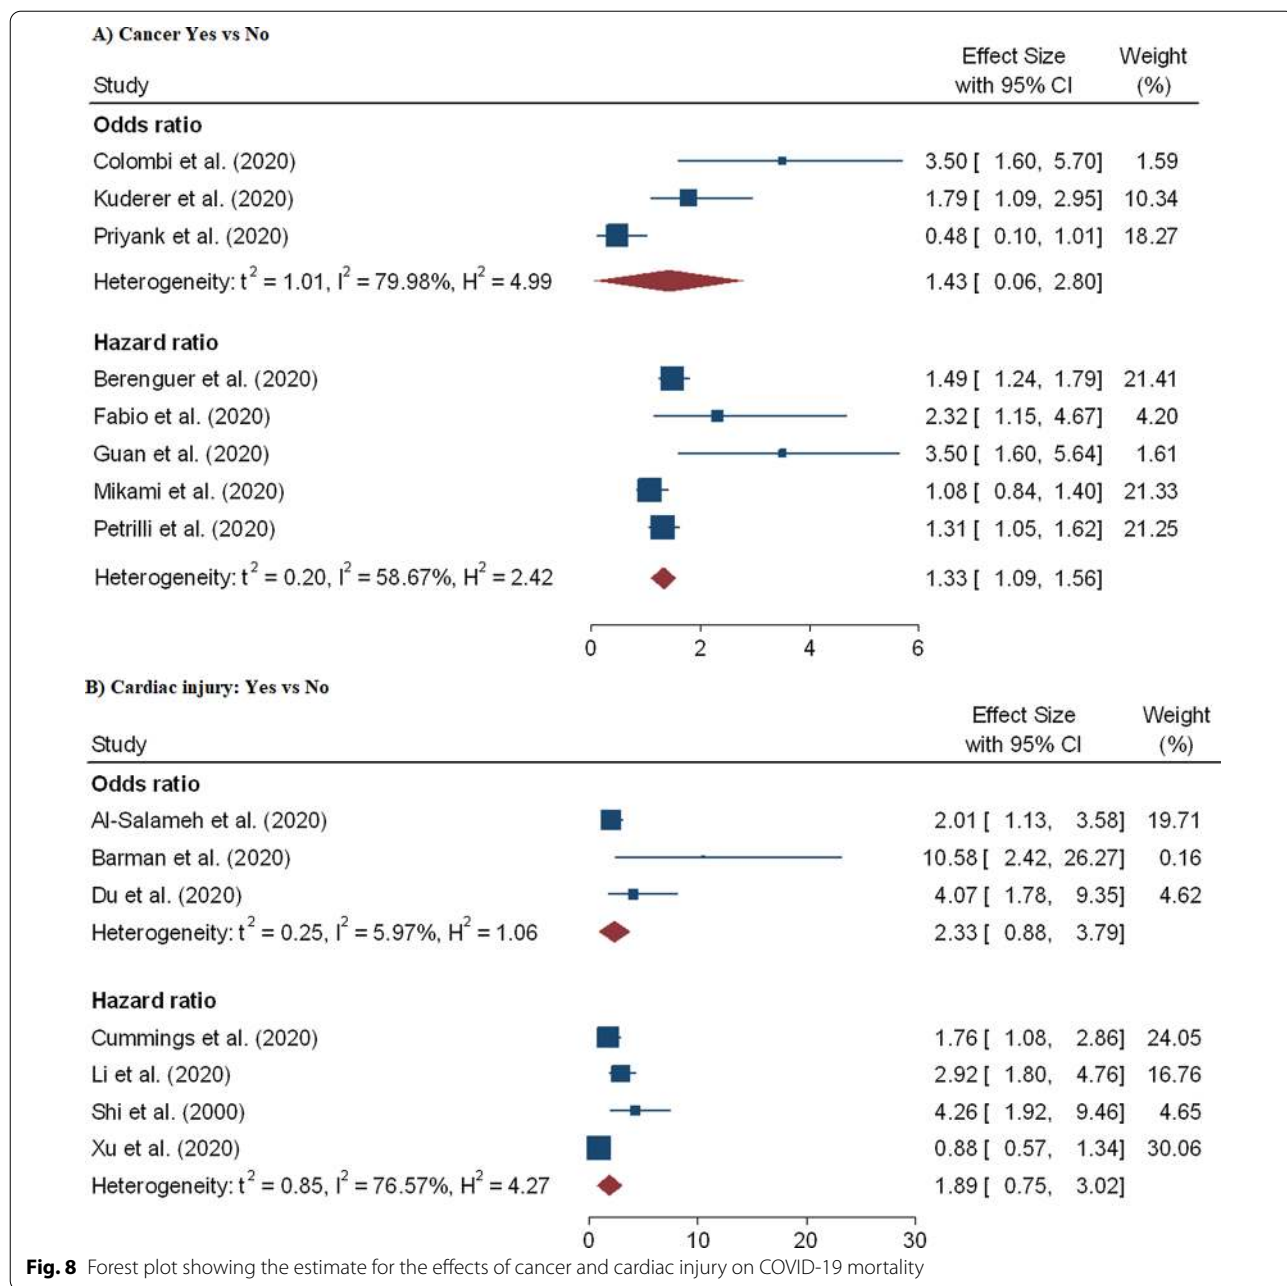 A) Cancer Yes vs No
Effect Size Weight
Study with 95% CI (%)
Odds ratio
Colombi et al. (2020) 3.50 [ 1.60, 5.70] 1.59
Kuderer et al. (2020) 1.79 [ 1.09, 2.95] 10.34
Priyank et al. (2020) 0.48 [ 0.10, 1.01] 18.27
Heterogeneity: t² = 1.01, I² = 79.98%, H² = 4.99 1.43 [ 0.06, 2.80]
Hazard ratio
Berenguer et al. (2020) 1.49 [ 1.24, 1.79] 21.41
Fabio et al. (2020) 2.32 [ 1.15, 4.67] 4.20
Guan et al. (2020) 3.50 [ 1.60, 5.64] 1.61
Mikami et al. (2020) 1.08 [ 0.84, 1.40] 21.33
Petrilli et al. (2020) 1.31 [ 1.05, 1.62] 21.25
Heterogeneity: t² = 0.20, I² = 58.67%, H² = 2.42 1.33 [ 1.09, 1.56]
0 2 4 6
B) Cardiac injury: Yes vs No
Effect Size Weight
Study with 95% CI (%)
Odds ratio
Al-Salameh et al. (2020) 2.01 [ 1.13, 3.58] 19.71
Barman et al. (2020) 10.58 [ 2.42, 26.27] 0.16
Du et al. (2020) 4.07 [ 1.78, 9.35] 4.62
Heterogeneity: t² = 0.25, I² = 5.97%, H² = 1.06 2.33 [ 0.88, 3.79]
Hazard ratio
Cummings et al. (2020) 1.76 [ 1.08, 2.86] 24.05
Li et al. (2020) 2.92 [ 1.80, 4.76] 16.76
Shi et al. (2000) 4.26 [ 1.92, 9.46] 4.65
Xu et al. (2020) 0.88 [ 0.57, 1.34] 30.06
Heterogeneity: t² = 0.85, I² = 76.57%, H² = 4.27 1.89 [ 0.75, 3.02]
0 10 20 30
Fig. 8 Forest plot showing the estimate for the effects of cancer and cardiac injury on COVID-19 mortality